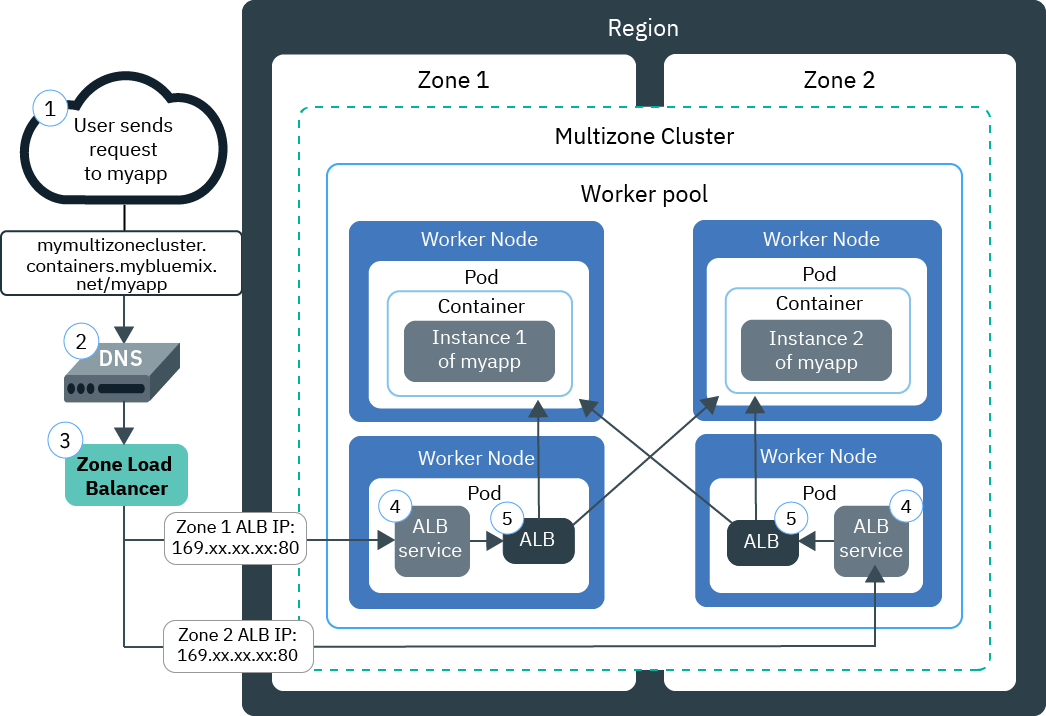 Region
Zone 1
Zone 2
1
User sends
request
to myapp
Multizone Cluster
Worker pool
mymultizonecluster.
containers.mybluemix.
net/myapp
Worker Node
Pod
Container
Instance 1
of myapp
Worker Node
Pod
Container
Instance 2
of myapp
2
DNS
3
Zone Load
Balancer
Worker Node
Pod
4
ALB
service
5
ALB
Worker Node
Pod
5
ALB
4
ALB
service
Zone 1 ALB IP:
169.xx.xx.xx:80
Zone 2 ALB IP:
169.xx.xx.xx:80